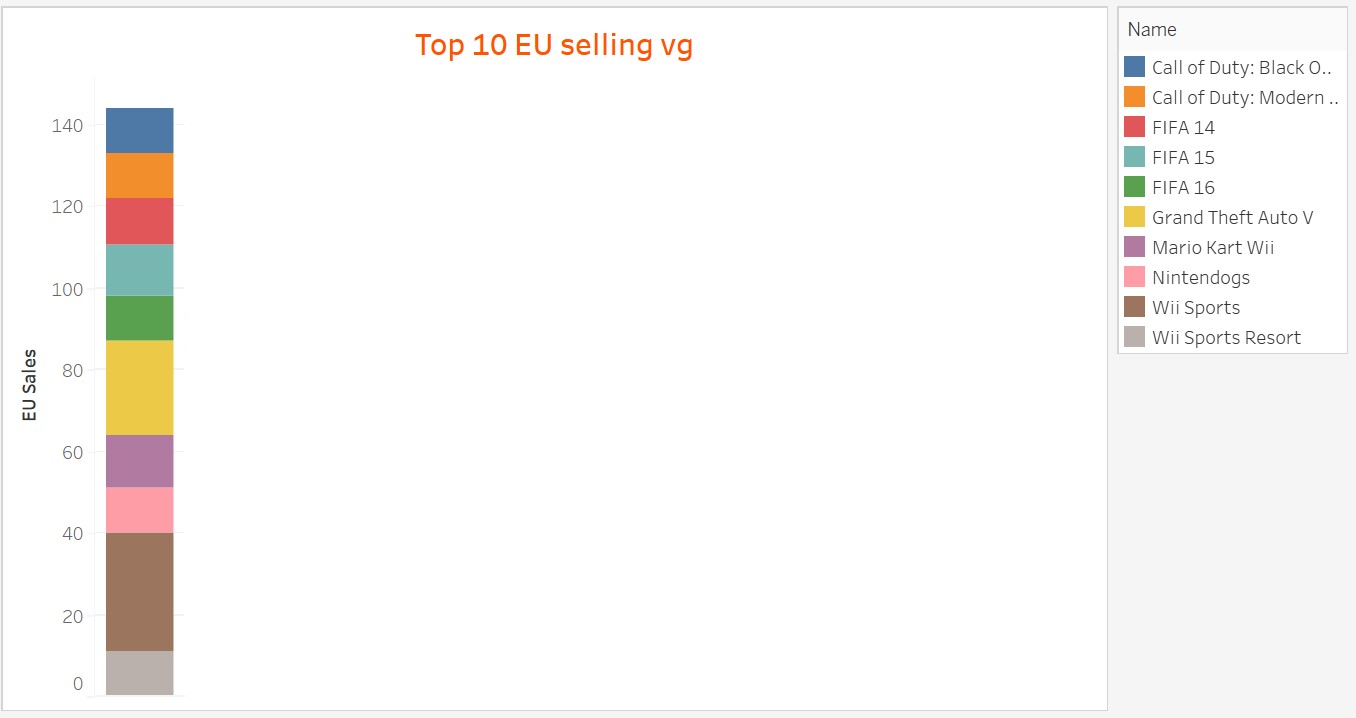 Top 10 EU selling vg
140
120
100
80
60
40
20
0
EU Sales
Name
Call of Duty: Black O..
Call of Duty: Modern ..
FIFA 14
FIFA 15
FIFA 16
Grand Theft Auto V
Mario Kart Wii
Nintendogs
Wii Sports
Wii Sports Resort